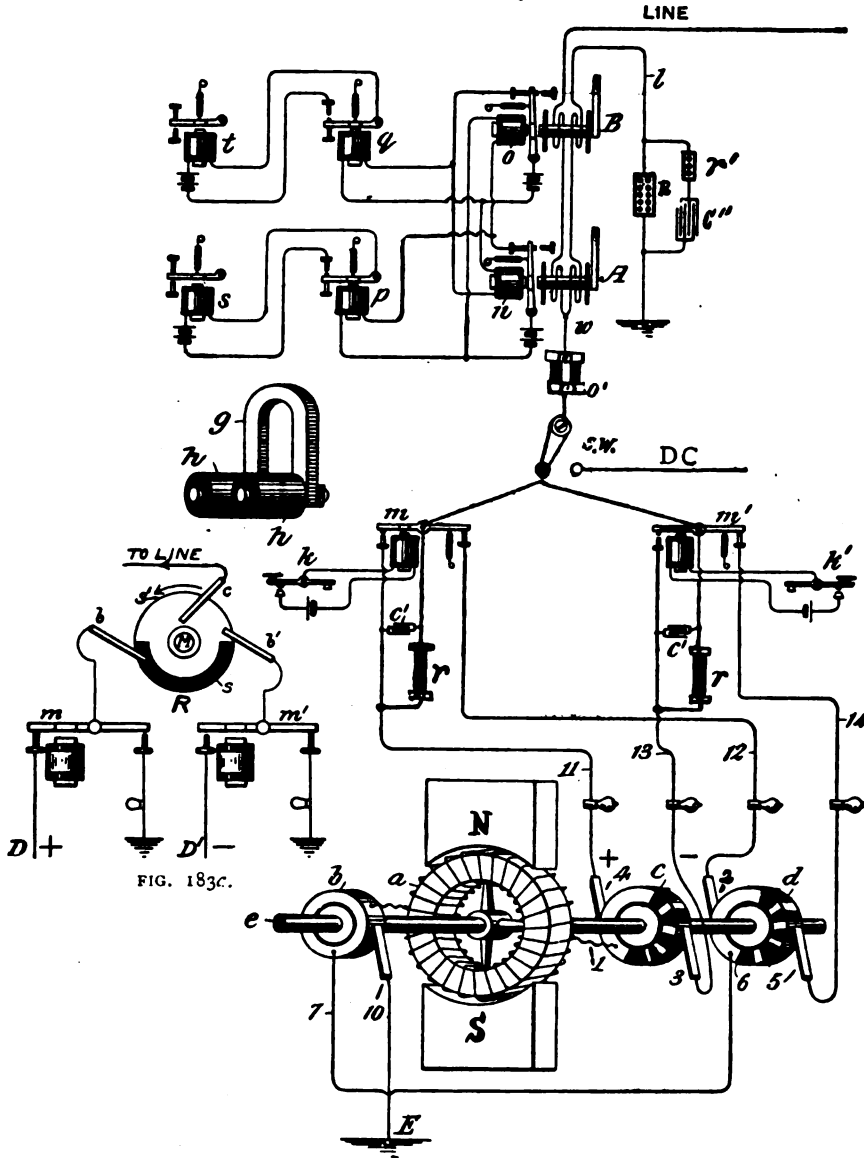 LINE
l
t
q
o
B
R
r'
C"
s
p
n
A
w
O'
g
S.W.
DC
h
h
m
m'
k
k'
TO LINE
s'
c
b
M
b'
s
R
C'
C'
r
r
m
m'
14
11
13
12
D +
D' −
N
FIG. 183c.
b
a
+
4
c
−
2
d
e
1
3
6
5'
7
10
S
E